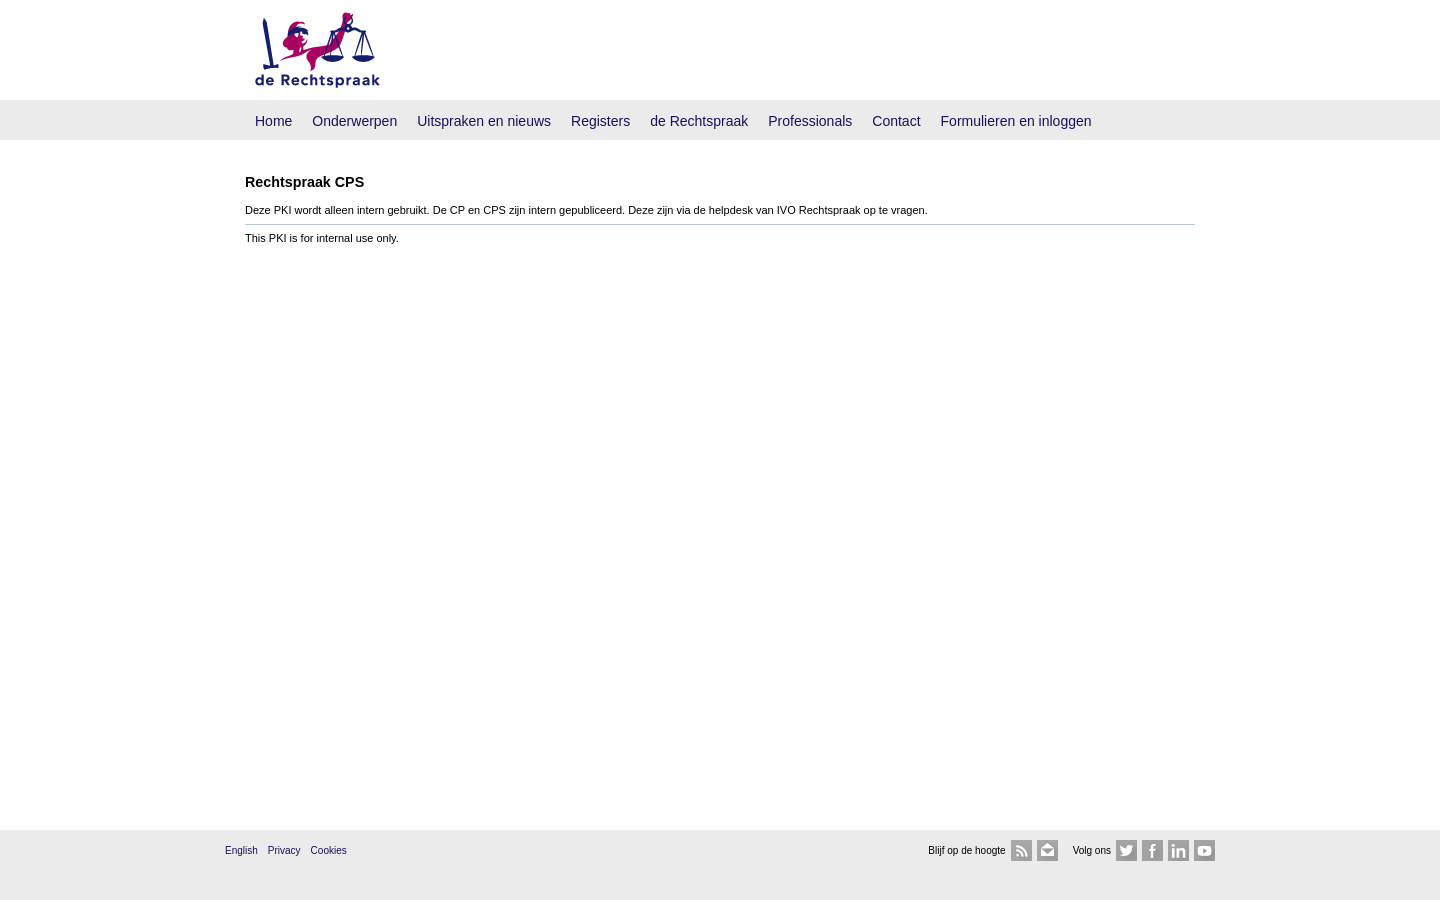 de Rechtspraak
Home Onderwerpen Uitspraken en nieuws Registers de Rechtspraak Professionals Contact Formulieren en inloggen
Rechtspraak CPS
Deze PKI wordt alleen intern gebruikt. De CP en CPS zijn intern gepubliceerd. Deze zijn via de helpdesk van IVO Rechtspraak op te vragen.
This PKI is for internal use only.
English Privacy Cookies Blijf op de hoogte Volg ons